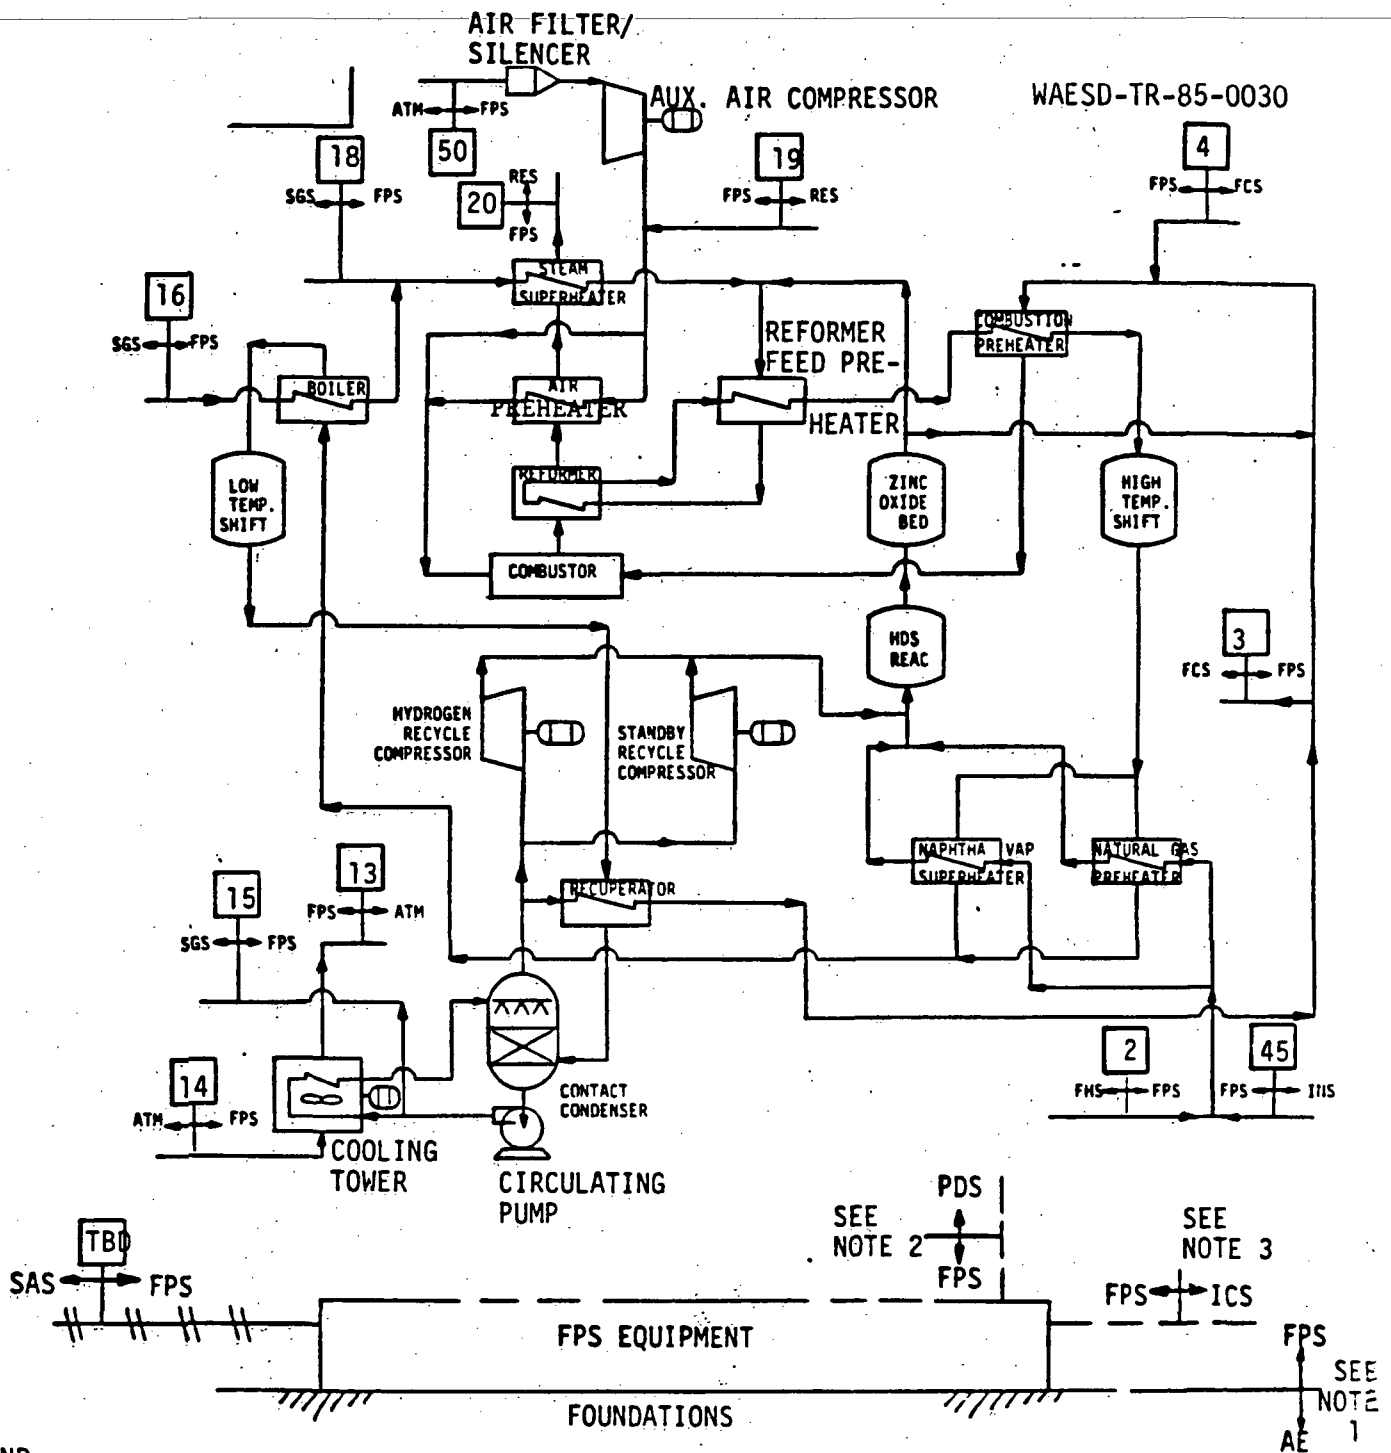 AIR FILTER/
SILENCER
WAESD-TR-85-0030
AUX. AIR COMPRESSOR
ATM FPS
50
18
SGS FPS
20
RES
FPS
19
FPS RES
4
FPS FCS
16
SGS FPS
STEAM
SUPERHEATER
BOILER
AIR
PREHEATER
REFORMER
FEED PRE-
HEATER
COMBUSTION
PREHEATER
REFORMER
LOW
TEMP.
SHIFT
ZINC
OXIDE
BED
HIGH
TEMP.
SHIFT
COMBUSTOR
HDS
REAC
3
FCS FPS
HYDROGEN
RECYCLE
COMPRESSOR
STANDBY
RECYCLE
COMPRESSOR
NAPHTHA VAP
SUPERHEATER
NATURAL GAS
PREHEATER
RECUPERATOR
13
FPS ATM
15
SGS FPS
14
ATM FPS
COOLING
TOWER
CONTACT
CONDENSER
CIRCULATING
PUMP
2
FHS FPS
45
FPS IHS
TBD
SAS FPS
SEE
NOTE 2
PDS
FPS
SEE
NOTE 3
FPS ICS
FPS EQUIPMENT
FOUNDATIONS
FPS
AE
SEE
NOTE
1